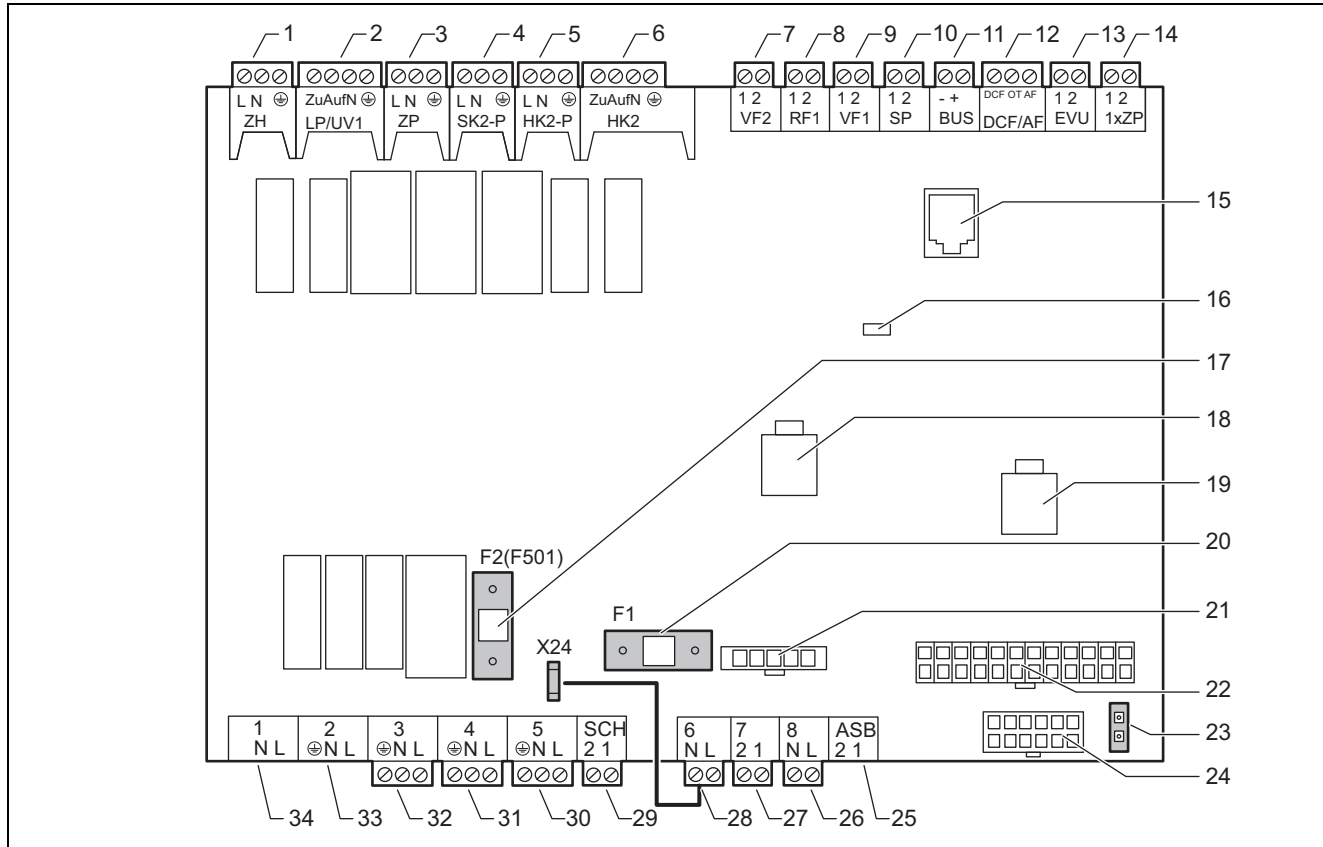 1 2 3 4 5 6 7 8 9 10 11 12 13 14
L N ⏚ ZuAufN ⏚ L N ⏚ L N ⏚ L N ⏚ ZuAufN ⏚ 1 2 1 2 1 2 1 2 - + DCF OT AF 1 2 1 2
ZH LP/UV1 ZP SK2-P HK2-P HK2 VF2 RF1 VF1 SP BUS DCF/AF EVU 1xZP
15
16
17
18
19
20
F2(F501)
F1
21
X24
22
23
24
1 2 3 4 5 SCH 6 7 8 ASB
N L ⏚N L ⏚N L ⏚N L ⏚N L 2 1 N L 2 1 N L 2 1
34 33 32 31 30 29 28 27 26 25